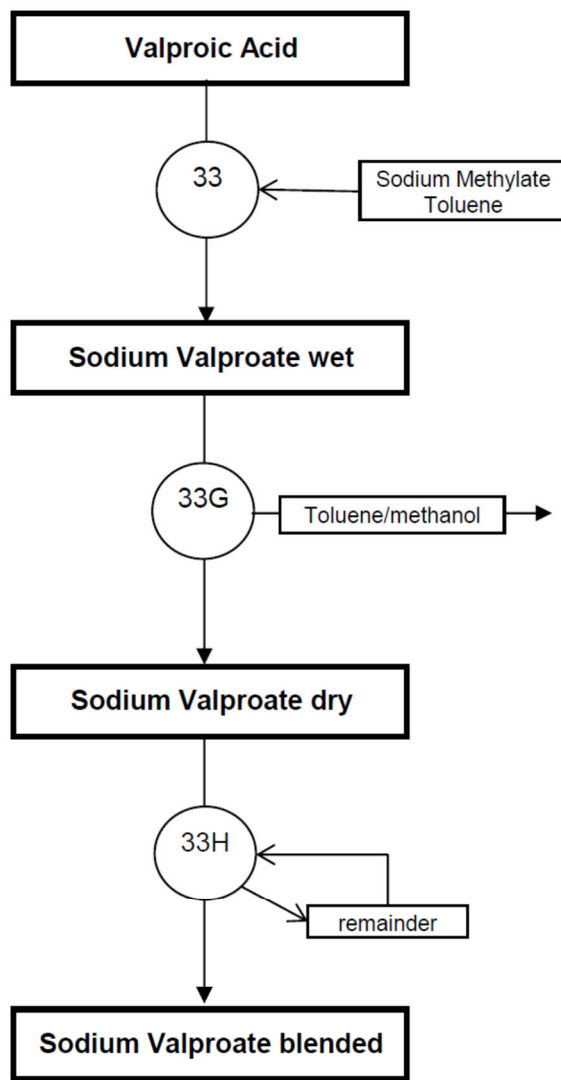 Valproic Acid
33
Sodium Methylate
Toluene
Sodium Valproate wet
33G
Toluene/methanol
Sodium Valproate dry
33H
remainder
Sodium Valproate blended